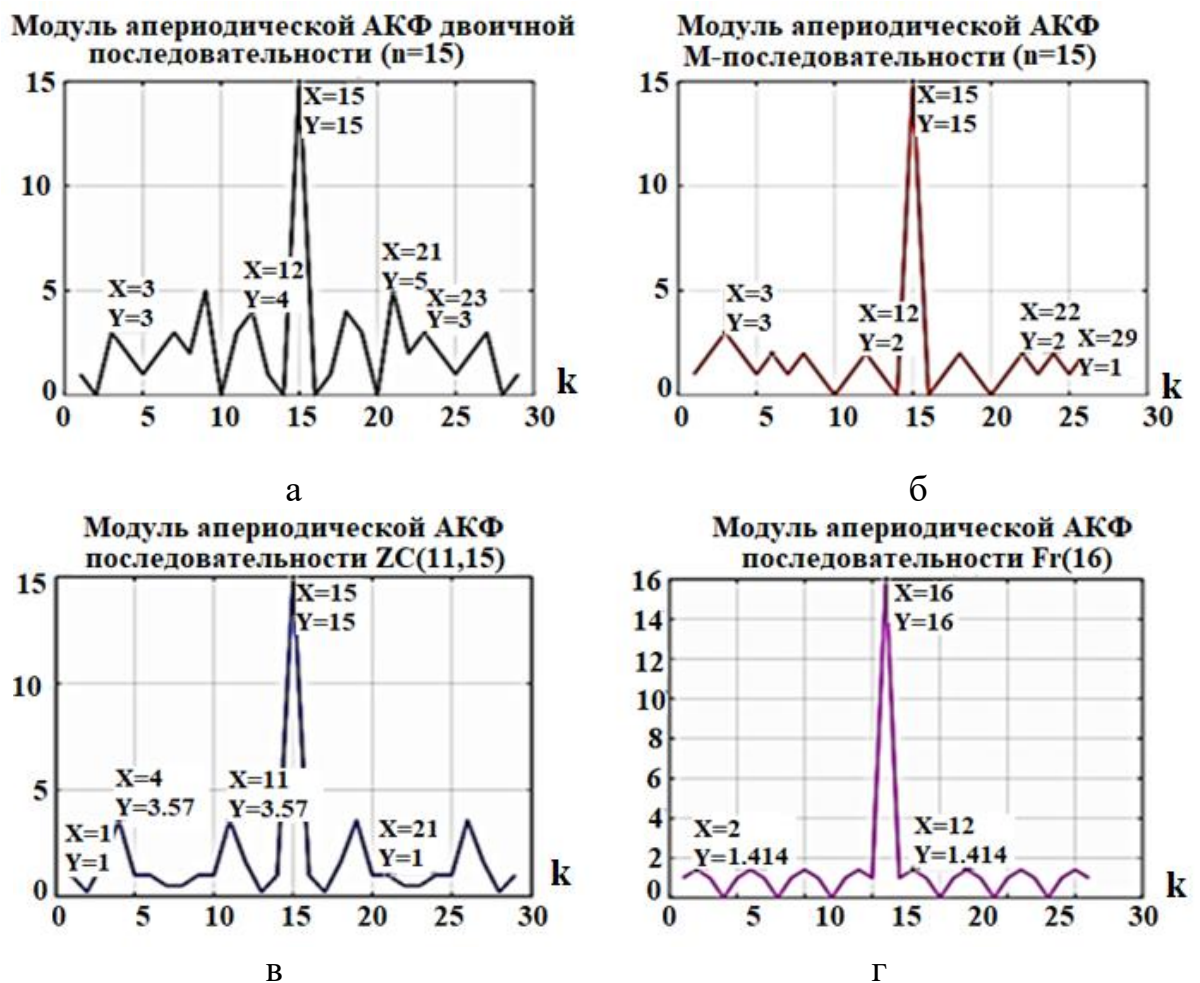 Модуль апериодической АКФ двоичной
последовательности (n=15)
15
10
5
0
X=15
Y=15
X=3
Y=3
X=12
Y=4
X=21
Y=5
X=23
Y=3
0 5 10 15 20 25 30
k
а
Модуль апериодической АКФ
М-последовательности (n=15)
15
10
5
0
X=15
Y=15
X=3
Y=3
X=12
Y=2
X=22
Y=2
X=29
Y=1
0 5 10 15 20 25 30
k
б
Модуль апериодической АКФ
последовательности ZC(11,15)
15
10
5
0
X=15
Y=15
X=4
Y=3.57
X=11
Y=3.57
X=1
Y=1
X=21
Y=1
0 5 10 15 20 25 30
k
в
Модуль апериодической АКФ
последовательности Fr(16)
16
14
12
10
8
6
4
2
0
X=16
Y=16
X=2
Y=1.414
X=12
Y=1.414
0 5 10 15 20 25 30
k
г